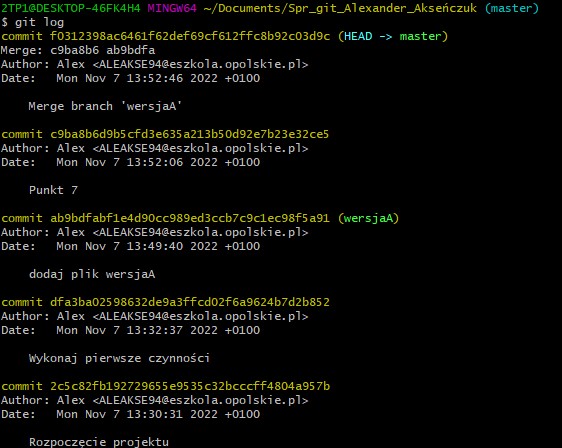 2TP1@DESKTOP-46FK4H4 MINGW64 ~/Documents/Spr_git_Alexander_Akseńczuk (master)
$ git log
commit f0312398ac6461f62def69cf612ffc8b92c03d9c (HEAD -> master)
Merge: c9ba8b6 ab9bdfa
Author: Alex <ALEAKSE94@eszkola.opolskie.pl>
Date:   Mon Nov 7 13:52:46 2022 +0100
Merge branch 'wersjaA'
commit c9ba8b6d9b5cfd3e635a213b50d92e7b23e32ce5
Author: Alex <ALEAKSE94@eszkola.opolskie.pl>
Date:   Mon Nov 7 13:52:06 2022 +0100
Punkt 7
commit ab9bdfabf1e4d90cc989ed3ccb7c9c1ec98f5a91 (wersjaA)
Author: Alex <ALEAKSE94@eszkola.opolskie.pl>
Date:   Mon Nov 7 13:49:40 2022 +0100
dodaj plik wersjaA
commit dfa3ba02598632de9a3ffcd02f6a9624b7d2b852
Author: Alex <ALEAKSE94@eszkola.opolskie.pl>
Date:   Mon Nov 7 13:32:37 2022 +0100
Wykonaj pierwsze czynności
commit 2c5c82fb192729655e9535c32bcccff4804a957b
Author: Alex <ALEAKSE94@eszkola.opolskie.pl>
Date:   Mon Nov 7 13:30:31 2022 +0100
Rozpoczęcie projektu